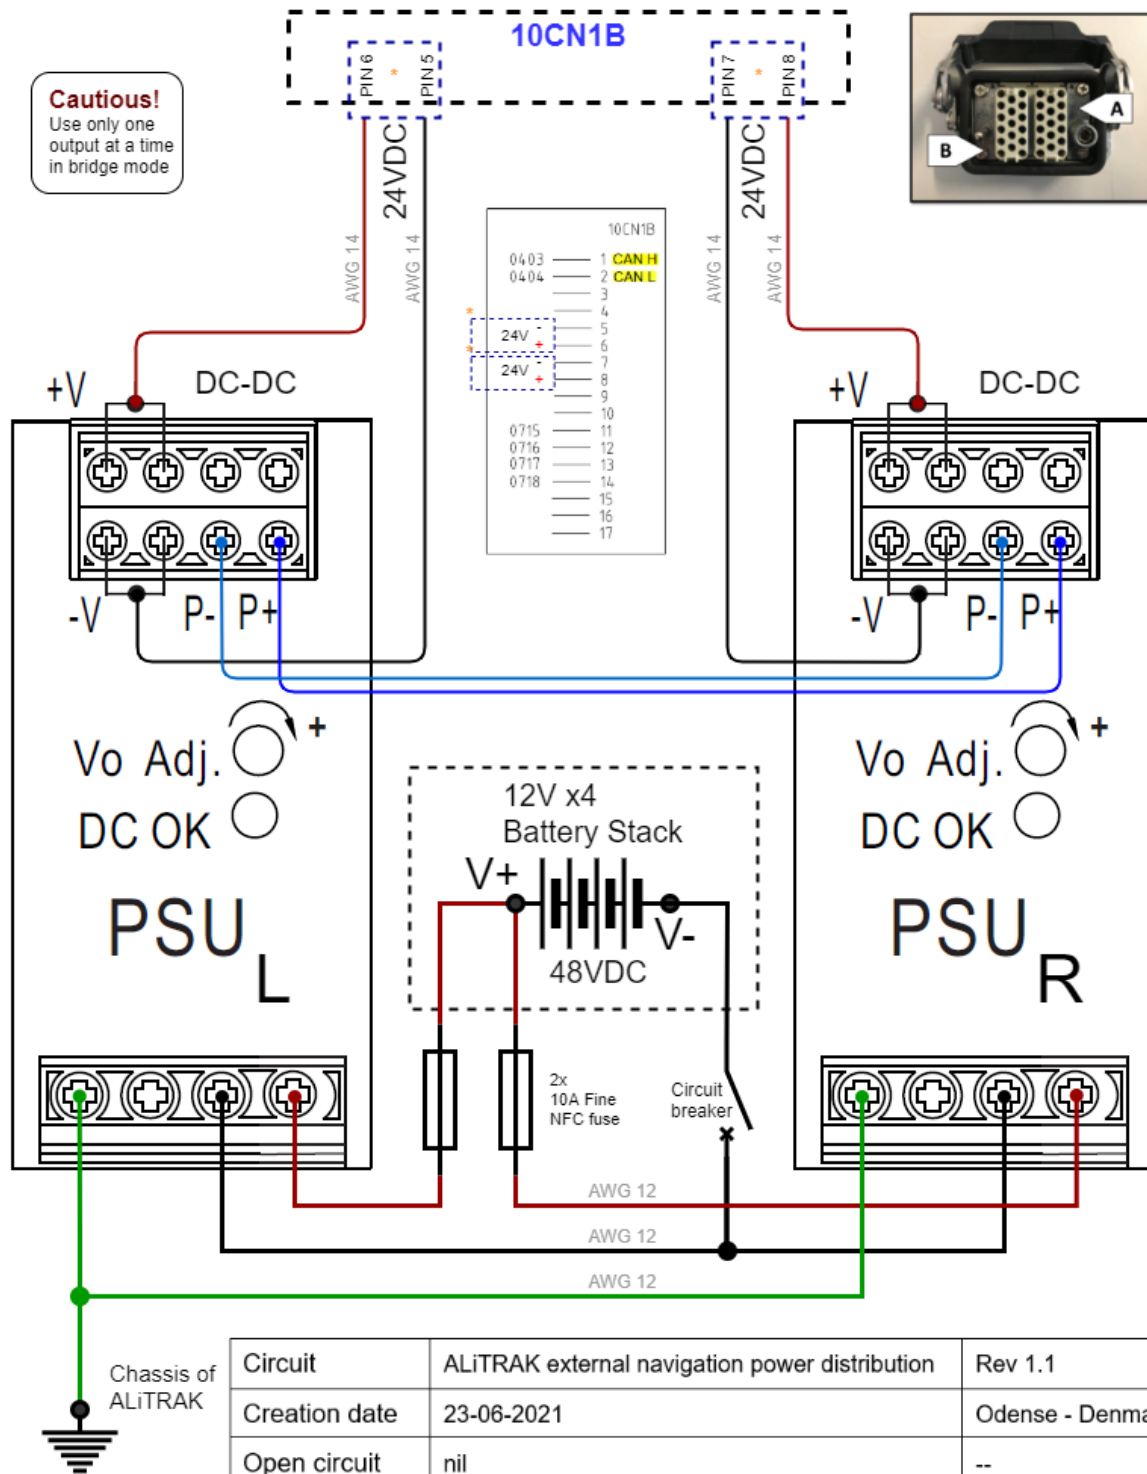 10CN1B
PIN 6
*
PIN 5
PIN 7
*
PIN 8
A
B
Cautious!
Use only one
output at a time
in bridge mode
24VDC
24VDC
AWG 14
AWG 14
AWG 14
AWG 14
10CN1B
0403 1 CAN H
0404 2 CAN L
3
* 4
24V - 5
* + 6
24V - 7
+ 8
9
10
0715 11
0716 12
0717 13
0718 14
15
16
17
+V DC-DC
+V DC-DC
-V P- P+
-V P- P+
+
Vo Adj.
DC OK
PSU L
+
Vo Adj.
DC OK
PSU R
12V x4
Battery Stack
V+
V-
48VDC
2x
10A Fine
NFC fuse
Circuit
breaker
AWG 12
AWG 12
AWG 12
Chassis of
ALiTRAK
Circuit ALiTRAK external navigation power distribution Rev 1.1
Creation date 23-06-2021 Odense - Denma
Open circuit nil --